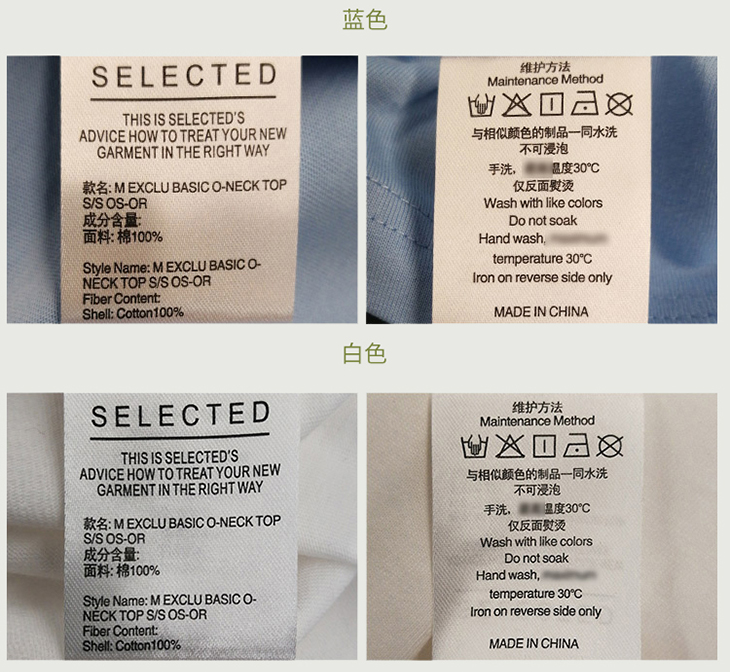 蓝色
SELECTED
THIS IS SELECTED'S
ADVICE HOW TO TREAT YOUR NEW
GARMENT IN THE RIGHT WAY
款名: M EXCLU BASIC O-NECK TOP
S/S OS-OR
成分含量:
面料: 棉100%
Style Name: M EXCLU BASIC O-
NECK TOP S/S OS-OR
Fiber Content:
Shell: Cotton100%
维护方法
Maintenance Method
与相似颜色的制品一同水洗
不可浸泡
手洗, 温度30℃
仅反面熨烫
Wash with like colors
Do not soak
Hand wash,
temperature 30℃
Iron on reverse side only
MADE IN CHINA
白色
SELECTED
THIS IS SELECTED'S
ADVICE HOW TO TREAT YOUR NEW
GARMENT IN THE RIGHT WAY
款名: M EXCLU BASIC O-NECK TOP
S/S OS-OR
成分含量:
面料: 棉100%
Style Name: M EXCLU BASIC O-
NECK TOP S/S OS-OR
Fiber Content:
Shell: Cotton100%
维护方法
Maintenance Method
与相似颜色的制品一同水洗
不可浸泡
手洗, 温度30℃
仅反面熨烫
Wash with like colors
Do not soak
Hand wash,
temperature 30℃
Iron on reverse side only
MADE IN CHINA